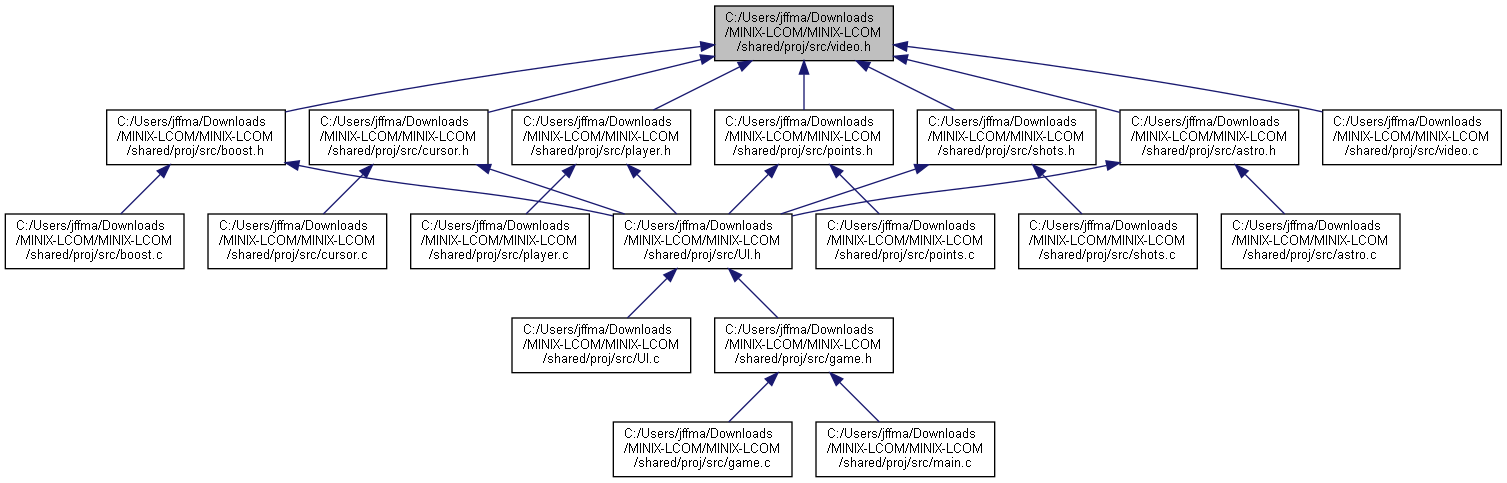 C:/Users/jffma/Downloads
/MINIX-LCOM/MINIX-LCOM
/shared/proj/src/video.h
C:/Users/jffma/Downloads
/MINIX-LCOM/MINIX-LCOM
/shared/proj/src/boost.h
C:/Users/jffma/Downloads
/MINIX-LCOM/MINIX-LCOM
/shared/proj/src/cursor.h
C:/Users/jffma/Downloads
/MINIX-LCOM/MINIX-LCOM
/shared/proj/src/player.h
C:/Users/jffma/Downloads
/MINIX-LCOM/MINIX-LCOM
/shared/proj/src/points.h
C:/Users/jffma/Downloads
/MINIX-LCOM/MINIX-LCOM
/shared/proj/src/shots.h
C:/Users/jffma/Downloads
/MINIX-LCOM/MINIX-LCOM
/shared/proj/src/astro.h
C:/Users/jffma/Downloads
/MINIX-LCOM/MINIX-LCOM
/shared/proj/src/video.c
C:/Users/jffma/Downloads
/MINIX-LCOM/MINIX-LCOM
/shared/proj/src/boost.c
C:/Users/jffma/Downloads
/MINIX-LCOM/MINIX-LCOM
/shared/proj/src/cursor.c
C:/Users/jffma/Downloads
/MINIX-LCOM/MINIX-LCOM
/shared/proj/src/player.c
C:/Users/jffma/Downloads
/MINIX-LCOM/MINIX-LCOM
/shared/proj/src/UI.h
C:/Users/jffma/Downloads
/MINIX-LCOM/MINIX-LCOM
/shared/proj/src/points.c
C:/Users/jffma/Downloads
/MINIX-LCOM/MINIX-LCOM
/shared/proj/src/shots.c
C:/Users/jffma/Downloads
/MINIX-LCOM/MINIX-LCOM
/shared/proj/src/astro.c
C:/Users/jffma/Downloads
/MINIX-LCOM/MINIX-LCOM
/shared/proj/src/UI.c
C:/Users/jffma/Downloads
/MINIX-LCOM/MINIX-LCOM
/shared/proj/src/game.h
C:/Users/jffma/Downloads
/MINIX-LCOM/MINIX-LCOM
/shared/proj/src/game.c
C:/Users/jffma/Downloads
/MINIX-LCOM/MINIX-LCOM
/shared/proj/src/main.c